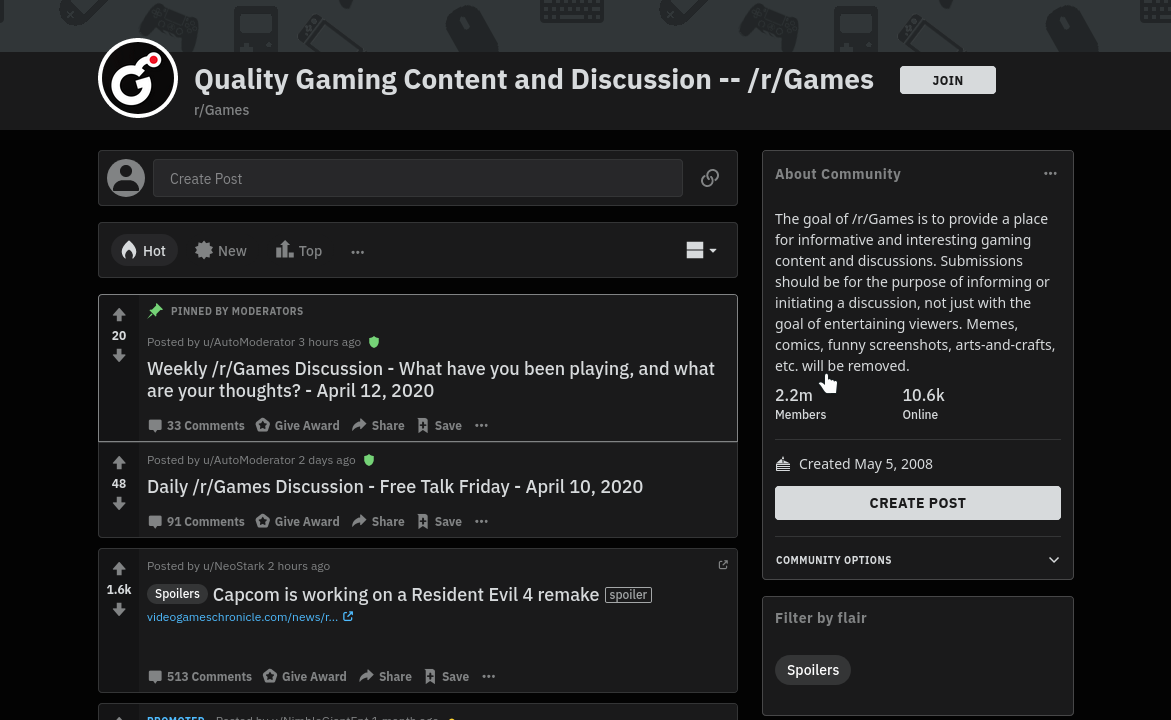 Quality Gaming Content and Discussion -- /r/Games
JOIN
r/Games
Create Post
Hot
New
Top
PINNED BY MODERATORS
20
Posted by u/AutoModerator 3 hours ago
Weekly /r/Games Discussion - What have you been playing, and what
are your thoughts? - April 12, 2020
33 Comments
Give Award
Share
Save
48
Posted by u/AutoModerator 2 days ago
Daily /r/Games Discussion - Free Talk Friday - April 10, 2020
91 Comments
Give Award
Share
Save
1.6k
Posted by u/NeoStark 2 hours ago
Spoilers Capcom is working on a Resident Evil 4 remake spoiler
videogameschronicle.com/news/r...
513 Comments
Give Award
Share
Save
PROMOTED · Posted by u/NimbleGiantEnt 1 month ago
About Community
The goal of /r/Games is to provide a place
for informative and interesting gaming
content and discussions. Submissions
should be for the purpose of informing or
initiating a discussion, not just with the
goal of entertaining viewers. Memes,
comics, funny screenshots, arts-and-crafts,
etc. will be removed.
2.2m
Members
10.6k
Online
Created May 5, 2008
CREATE POST
COMMUNITY OPTIONS
Filter by flair
Spoilers